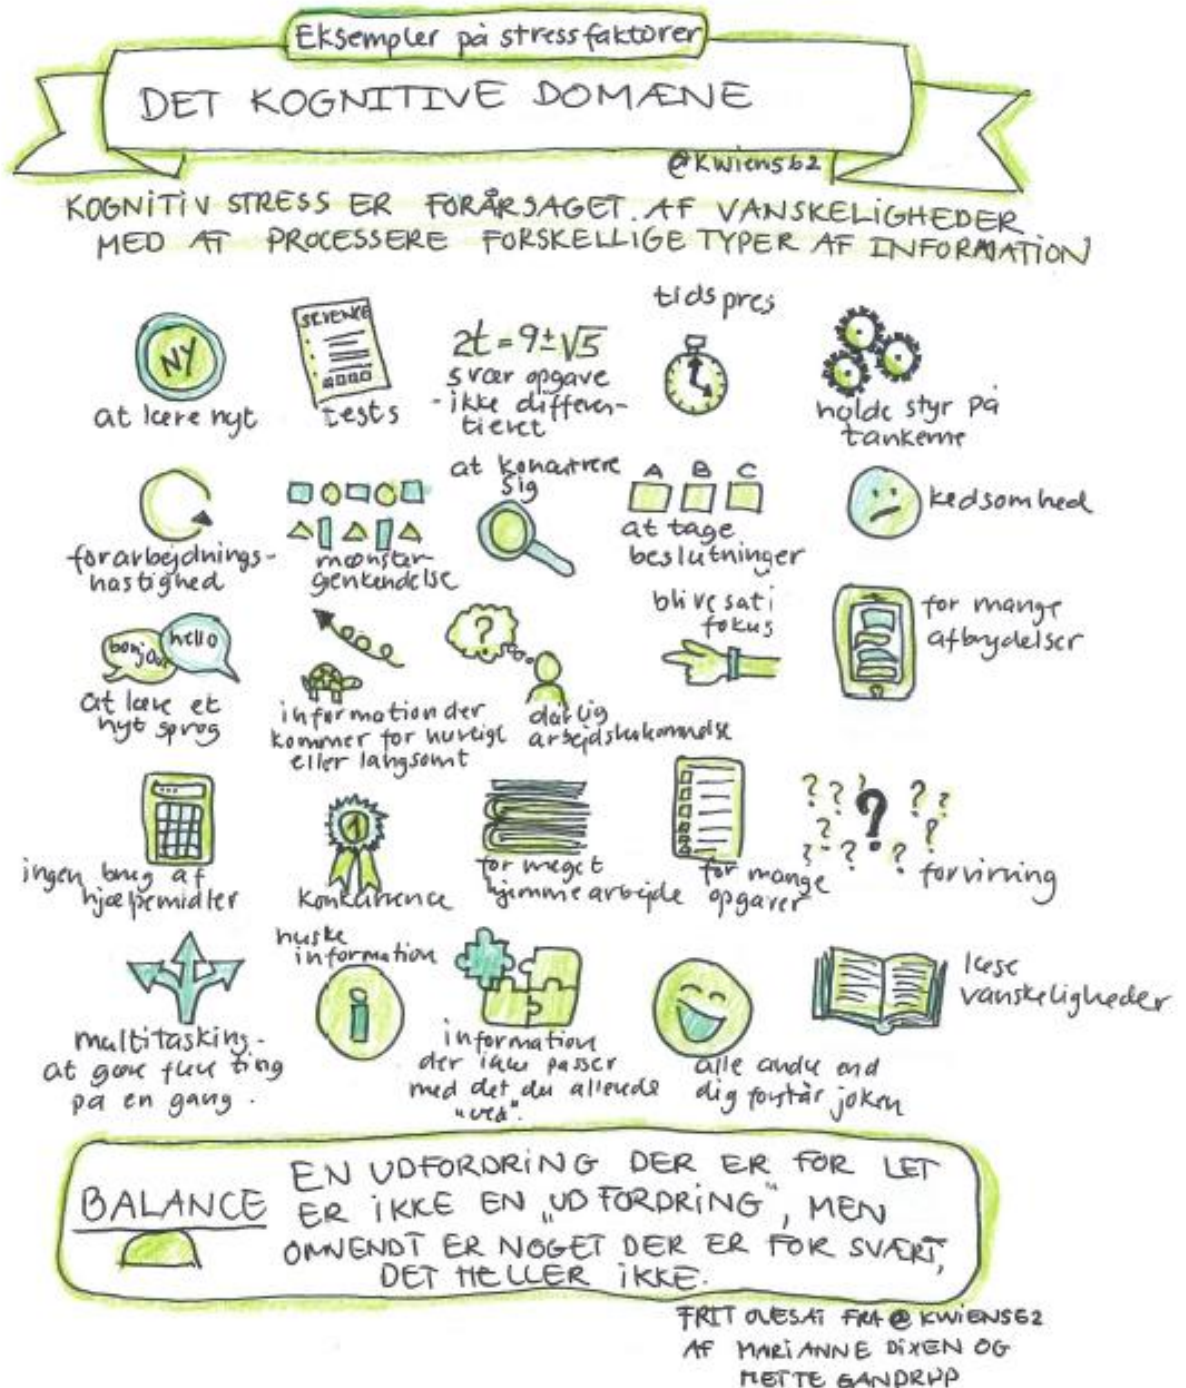 Eksempler på stressfaktorer
DET KOGNITIVE DOMÆNE
@Kwiens62
KOGNITIV STRESS ER FORÅRSAGET AF VANSKELIGHEDER
MED AT PROCESSERE FORSKELLIGE TYPER AF INFORMATION
NY
at lære nyt
SCIENCE
tests
2t = 9 ± √5
svær opgave
- ikke differen-
tieret
tidspres
holde styr på
tankerne
forarbejdnings-
hastighed
mønster-
genkendelse
at koncentrere
sig
A B C
at tage
beslutninger
kedsomhed
bonjour
hello
at lære et
nyt sprog
information der
kommer for hurtigt
eller langsomt
?
dårlig
arbejdshukommelse
blive sat i
fokus
for mange
afbrydelser
ingen brug af
hjælpemidler
1
konkurrence
for meget
hjemmearbejde
for mange
opgaver
? ? ? ? ? ? ? ? ? ? ?
forvirring
multitasking -
at gøre flere ting
på en gang.
huske
information
i
information
der ikke passer
med det du allerede
"ved".
alle andre end
dig forstår joken
læse
vanskeligheder
BALANCE
EN UDFORDRING DER ER FOR LET
ER IKKE EN „UDFORDRING", MEN
OMVENDT ER NOGET DER ER FOR SVÆRT,
DET HELLER IKKE.
FRIT OVERSAT FRA @KWIENS62
AF MARIANNE DIXEN OG
METTE GANDRUP